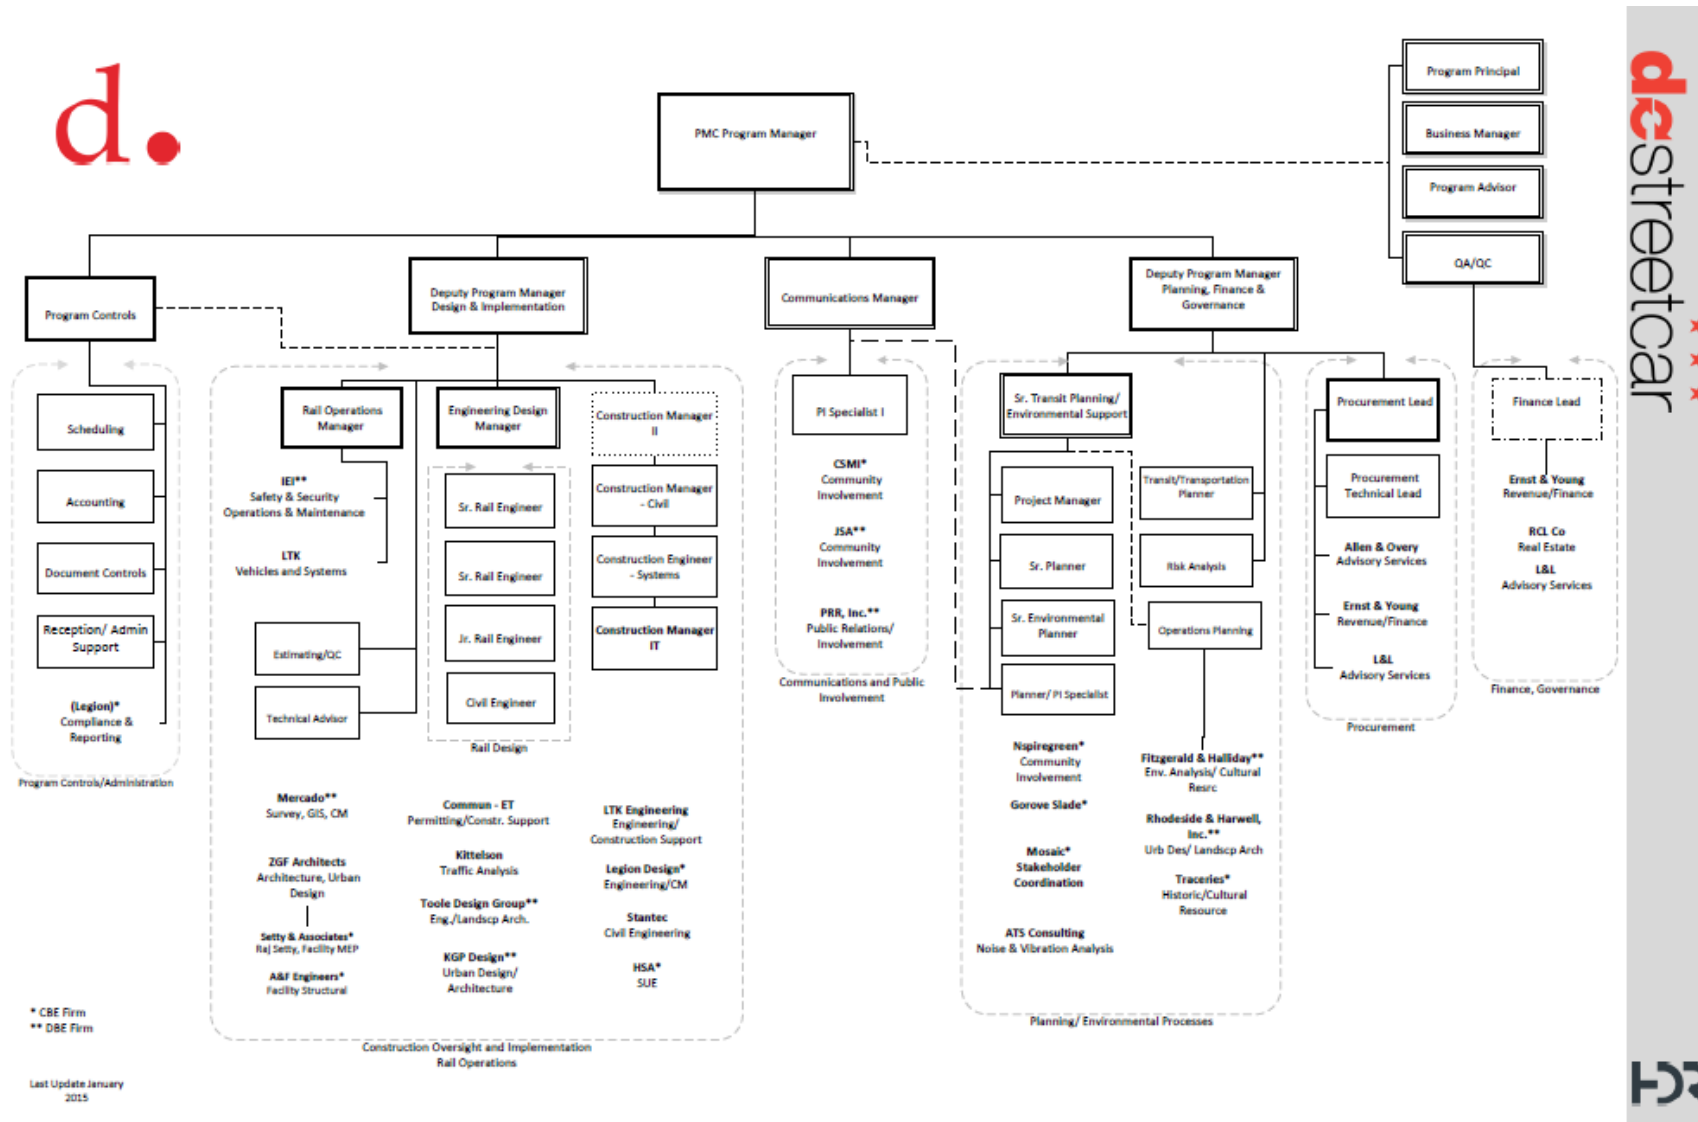 d.
PMC Program Manager
Program Principal
Business Manager
Program Advisor
QA/QC
Program Controls
Deputy Program Manager
Design & Implementation
Communications Manager
Deputy Program Manager
Planning, Finance &
Governance
Scheduling
Accounting
Document Controls
Reception/ Admin
Support
(Legion)*
Compliance &
Reporting
Program Controls/Administration
Rail Operations
Manager
IEI**
Safety & Security
Operations & Maintenance
LTK
Vehicles and Systems
Estimating/QC
Technical Advisor
Engineering Design
Manager
Sr. Rail Engineer
Sr. Rail Engineer
Jr. Rail Engineer
Civil Engineer
Rail Design
Construction Manager
II
Construction Manager
- Civil
Construction Engineer
- Systems
Construction Manager
IT
Mercado**
Survey, GIS, CM
ZGF Architects
Architecture, Urban
Design
Setty & Associates*
Raj Setty, Facility MEP
A&F Engineers*
Facility Structural
Commun - ET
Permitting/Constr. Support
Kittelson
Traffic Analysis
Toole Design Group**
Eng./Landscp Arch.
KGP Design**
Urban Design/
Architecture
LTK Engineering
Engineering/
Construction Support
Legion Design*
Engineering/CM
Stantec
Civil Engineering
HSA*
SUE
Construction Oversight and Implementation
Rail Operations
PI Specialist I
CSMI*
Community
Involvement
JSA**
Community
Involvement
PRR, Inc.**
Public Relations/
Involvement
Communications and Public
Involvement
Sr. Transit Planning/
Environmental Support
Project Manager
Sr. Planner
Sr. Environmental
Planner
Planner/ PI Specialist
Transit/Transportation
Planner
Risk Analysis
Operations Planning
Nspiregreen*
Community
Involvement
Gorove Slade*
Mosaic*
Stakeholder
Coordination
ATS Consulting
Noise & Vibration Analysis
Fitzgerald & Halliday**
Env. Analysis/ Cultural
Resrc
Rhodeside & Harwell,
Inc.**
Urb Des/ Landscp Arch
Traceries*
Historic/Cultural
Resource
Planning/ Environmental Processes
Procurement Lead
Procurement
Technical Lead
Allen & Overy
Advisory Services
Ernst & Young
Revenue/Finance
L&L
Advisory Services
Procurement
Finance Lead
Ernst & Young
Revenue/Finance
RCL Co
Real Estate
L&L
Advisory Services
Finance, Governance
* CBE Firm
** DBE Firm
Last Update January
2015
dcstreetcar
HDR